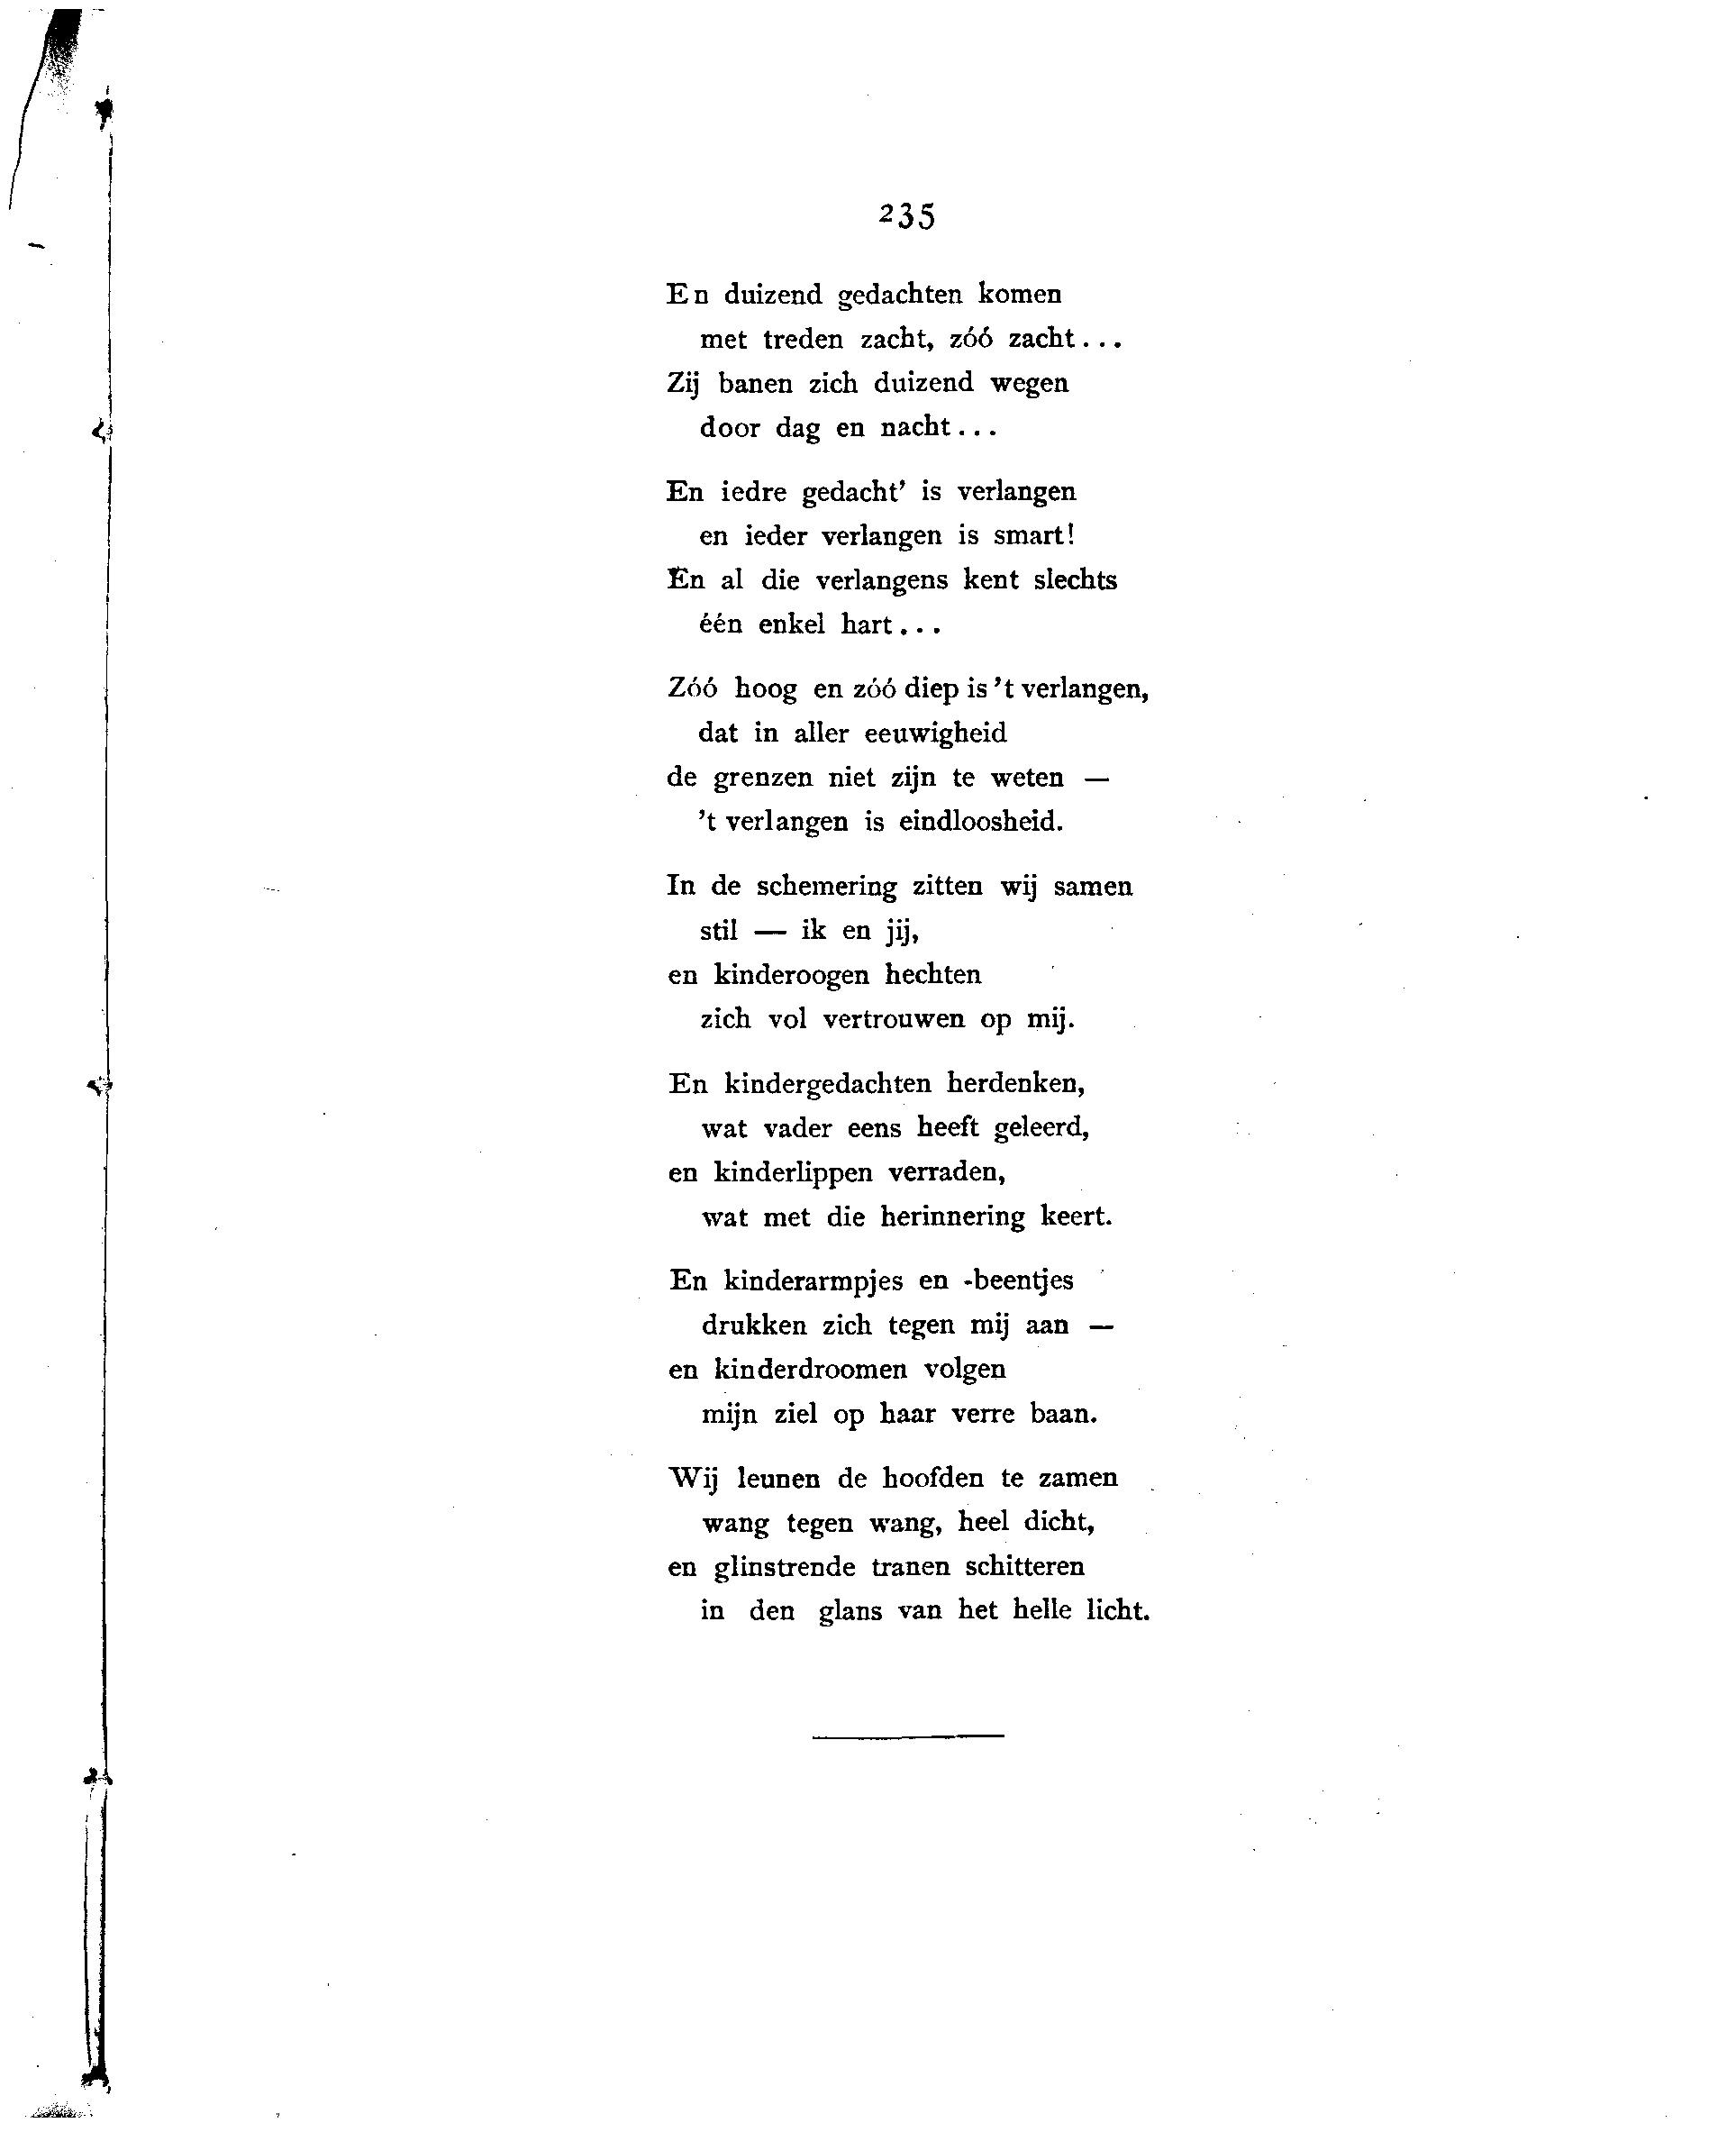 235
En duizend gedachten komen
met treden zacht, zóó zacht...
Zij banen zich duizend wegen
door dag en nacht...
En iedre gedacht' is verlangen
en ieder verlangen is smart!
En al die verlangens kent slechts
één enkel hart...
Zóó hoog en zóó diep is 't verlangen,
dat in aller eeuwigheid
de grenzen niet zijn te weten —
't verlangen is eindloosheid.
In de schemering zitten wij samen
stil — ik en jij,
en kinderoogen hechten
zich vol vertrouwen op mij.
En kindergedachten herdenken,
wat vader eens heeft geleerd,
en kinderlippen verraden,
wat met die herinnering keert.
En kinderarmpjes en -beentjes
drukken zich tegen mij aan —
en kinderdroomen volgen
mijn ziel op haar verre baan.
Wij leunen de hoofden te zamen
wang tegen wang, heel dicht,
en glinstrende tranen schitteren
in den glans van het helle licht.